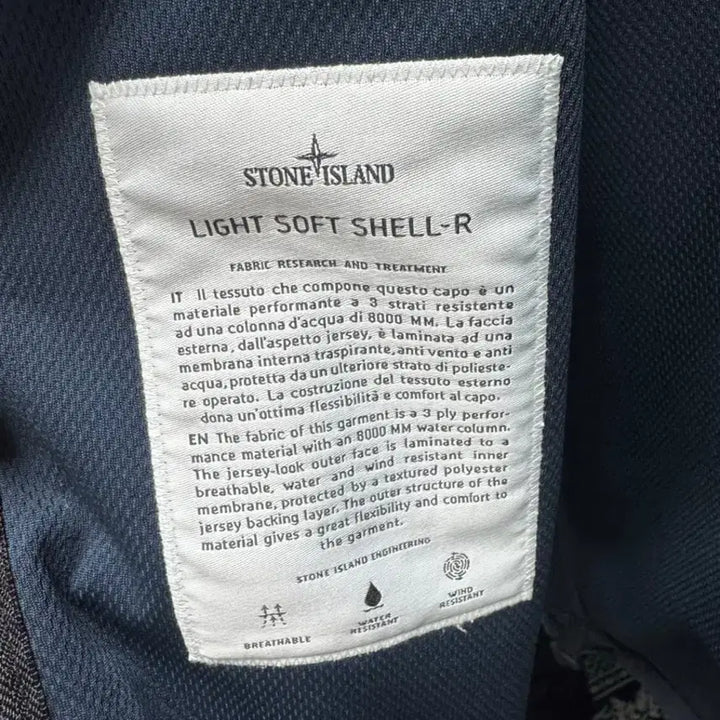 STONE ISLAND
LIGHT SOFT SHELL-R
FABRIC RESEARCH AND TREATMENT
IT Il tessuto che compone questo capo è un
materiale performante a 3 strati resistente
ad una colonna d'acqua di 8000 MM. La faccia
esterna, dall'aspetto jersey, è laminata ad una
membrana interna traspirante, anti vento e anti
acqua, protetta da un ulteriore strato di polieste-
re operato. La costruzione del tessuto esterno
dona un'ottima flessibilità e comfort al capo.
EN The fabric of this garment is a 3 ply perfor-
mance material with an 8000 MM water column.
The jersey-look outer face is laminated to a
breathable, water and wind resistant inner
membrane, protected by a textured polyester
jersey backing layer. The outer structure of the
material gives a great flexibility and comfort to
the garment.
STONE ISLAND ENGINEERING
BREATHABLE
WATER
RESISTANT
WIND
RESISTANT